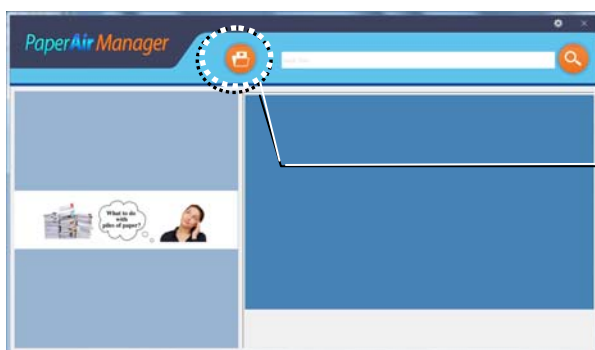 PaperAir Manager
What to do
with
piles of paper?